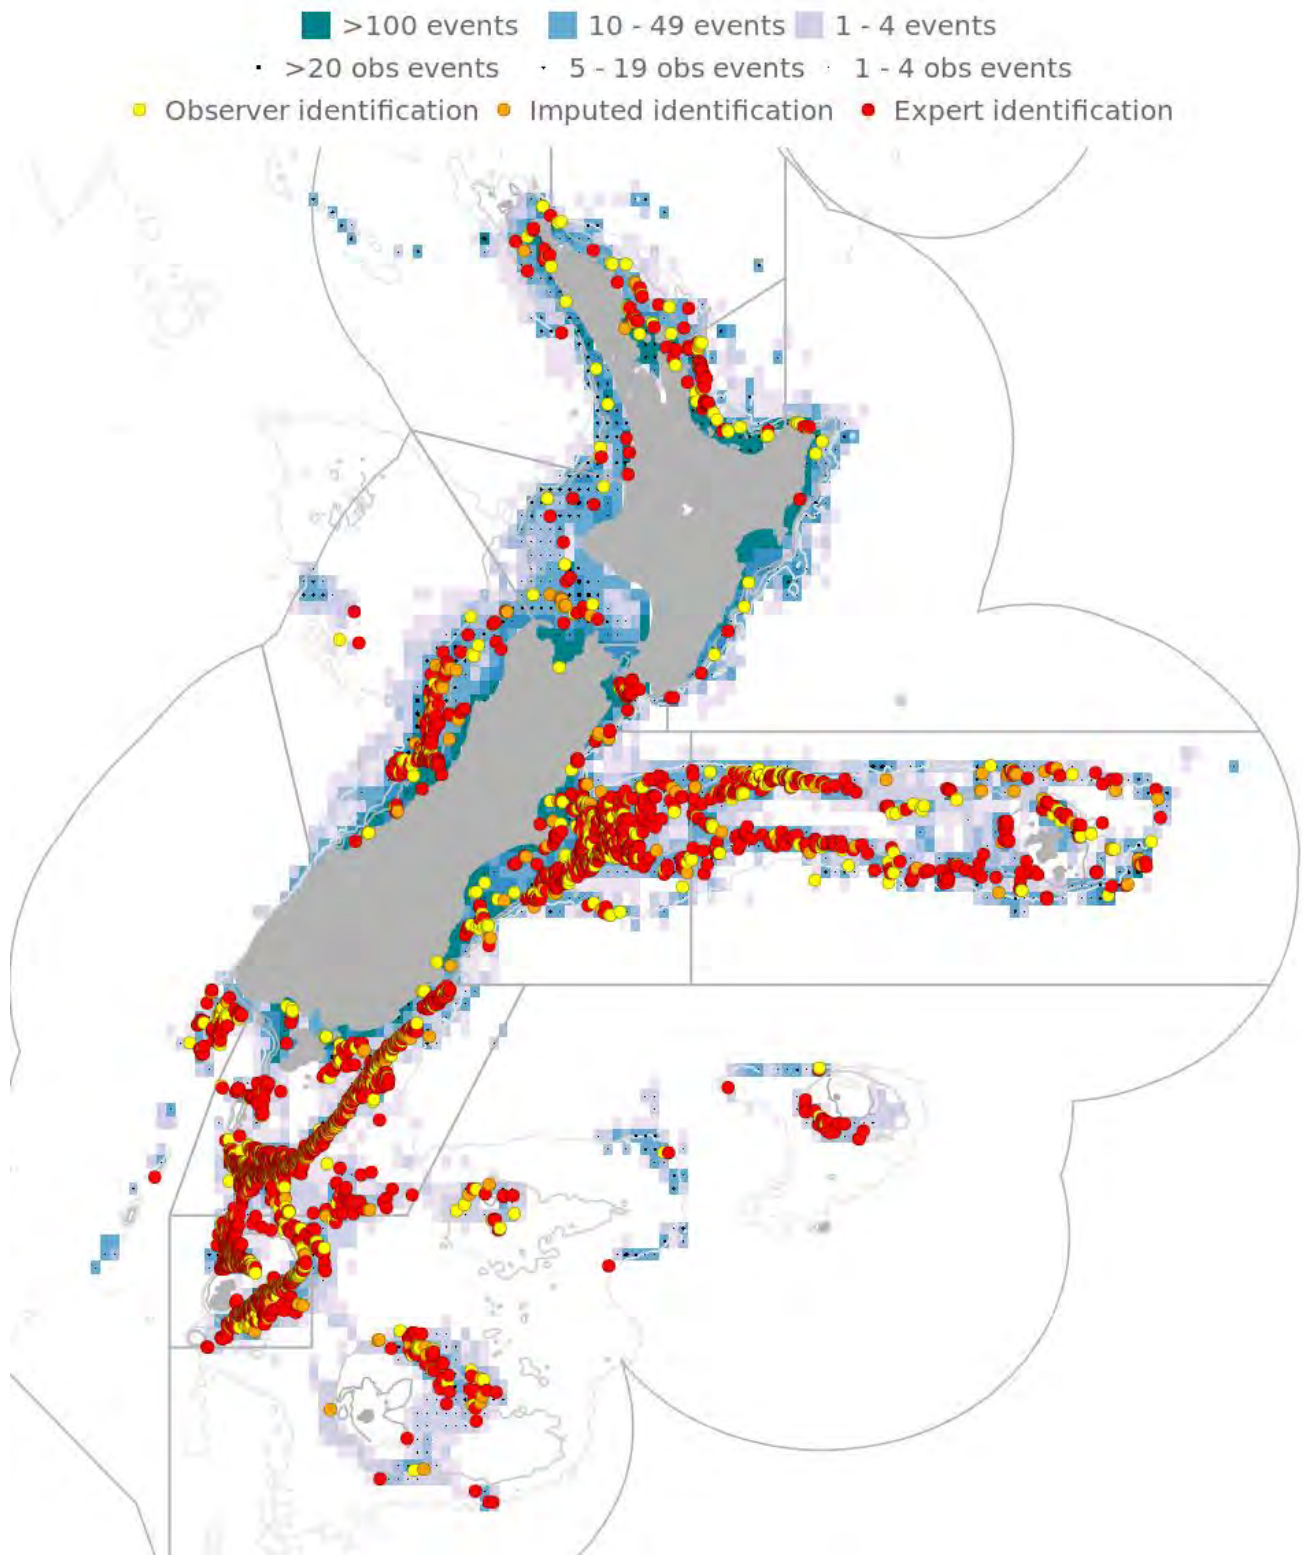 >100 events 10 - 49 events 1 - 4 events
>20 obs events 5 - 19 obs events 1 - 4 obs events
Observer identification Imputed identification Expert identification